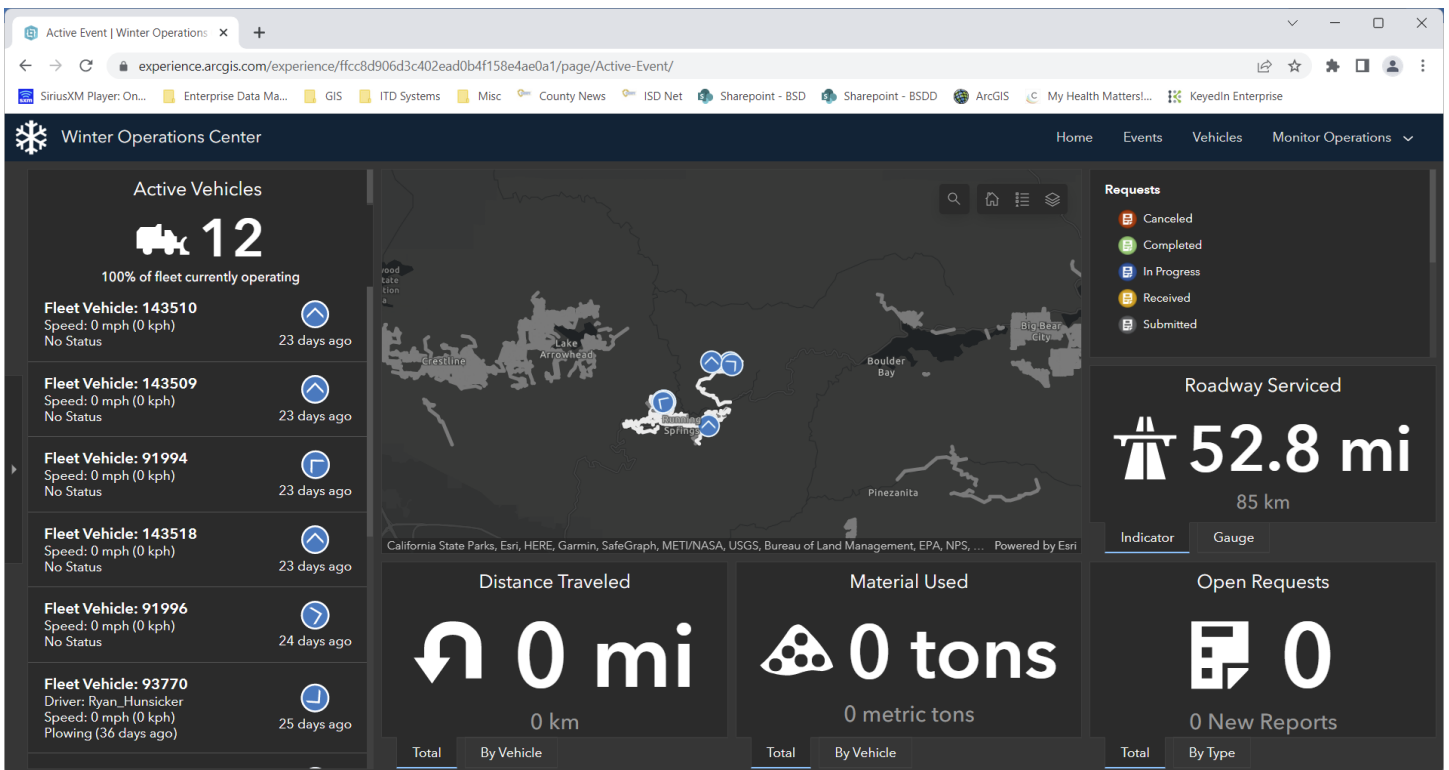 Active Event | Winter Operations
experience.arcgis.com/experience/ffcc8d906d3c402ead0b4f158e4ae0a1/page/Active-Event/
SiriusXM Player: On... Enterprise Data Ma... GIS ITD Systems Misc County News ISD Net Sharepoint - BSD Sharepoint - BSDD ArcGIS My Health Matters!... KeyedIn Enterprise
Winter Operations Center Home Events Vehicles Monitor Operations
Active Vehicles
12
100% of fleet currently operating
Fleet Vehicle: 143510
Speed: 0 mph (0 kph)
No Status 23 days ago
Fleet Vehicle: 143509
Speed: 0 mph (0 kph)
No Status 23 days ago
Fleet Vehicle: 91994
Speed: 0 mph (0 kph)
No Status 23 days ago
Fleet Vehicle: 143518
Speed: 0 mph (0 kph)
No Status 23 days ago
Fleet Vehicle: 91996
Speed: 0 mph (0 kph)
No Status 24 days ago
Fleet Vehicle: 93770
Driver: Ryan_Hunsicker
Speed: 0 mph (0 kph)
Plowing (36 days ago) 25 days ago
Crestline
Lake
Arrowhead
Running
Springs
Boulder
Bay
Big Bear
City
Pinezanita
California State Parks, Esri, HERE, Garmin, SafeGraph, METI/NASA, USGS, Bureau of Land Management, EPA, NPS, ... Powered by Esri
Requests
Canceled
Completed
In Progress
Received
Submitted
Roadway Serviced
52.8 mi
85 km
Indicator Gauge
Distance Traveled
0 mi
0 km
Total By Vehicle
Material Used
0 tons
0 metric tons
Total By Vehicle
Open Requests
0
0 New Reports
Total By Type